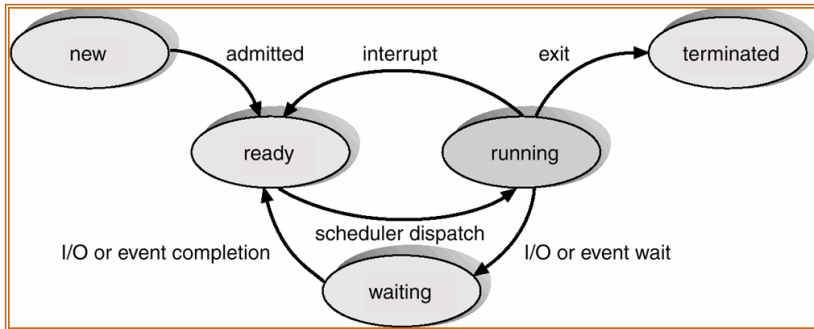 new
admitted
interrupt
exit
terminated
ready
running
scheduler dispatch
I/O or event completion
I/O or event wait
waiting